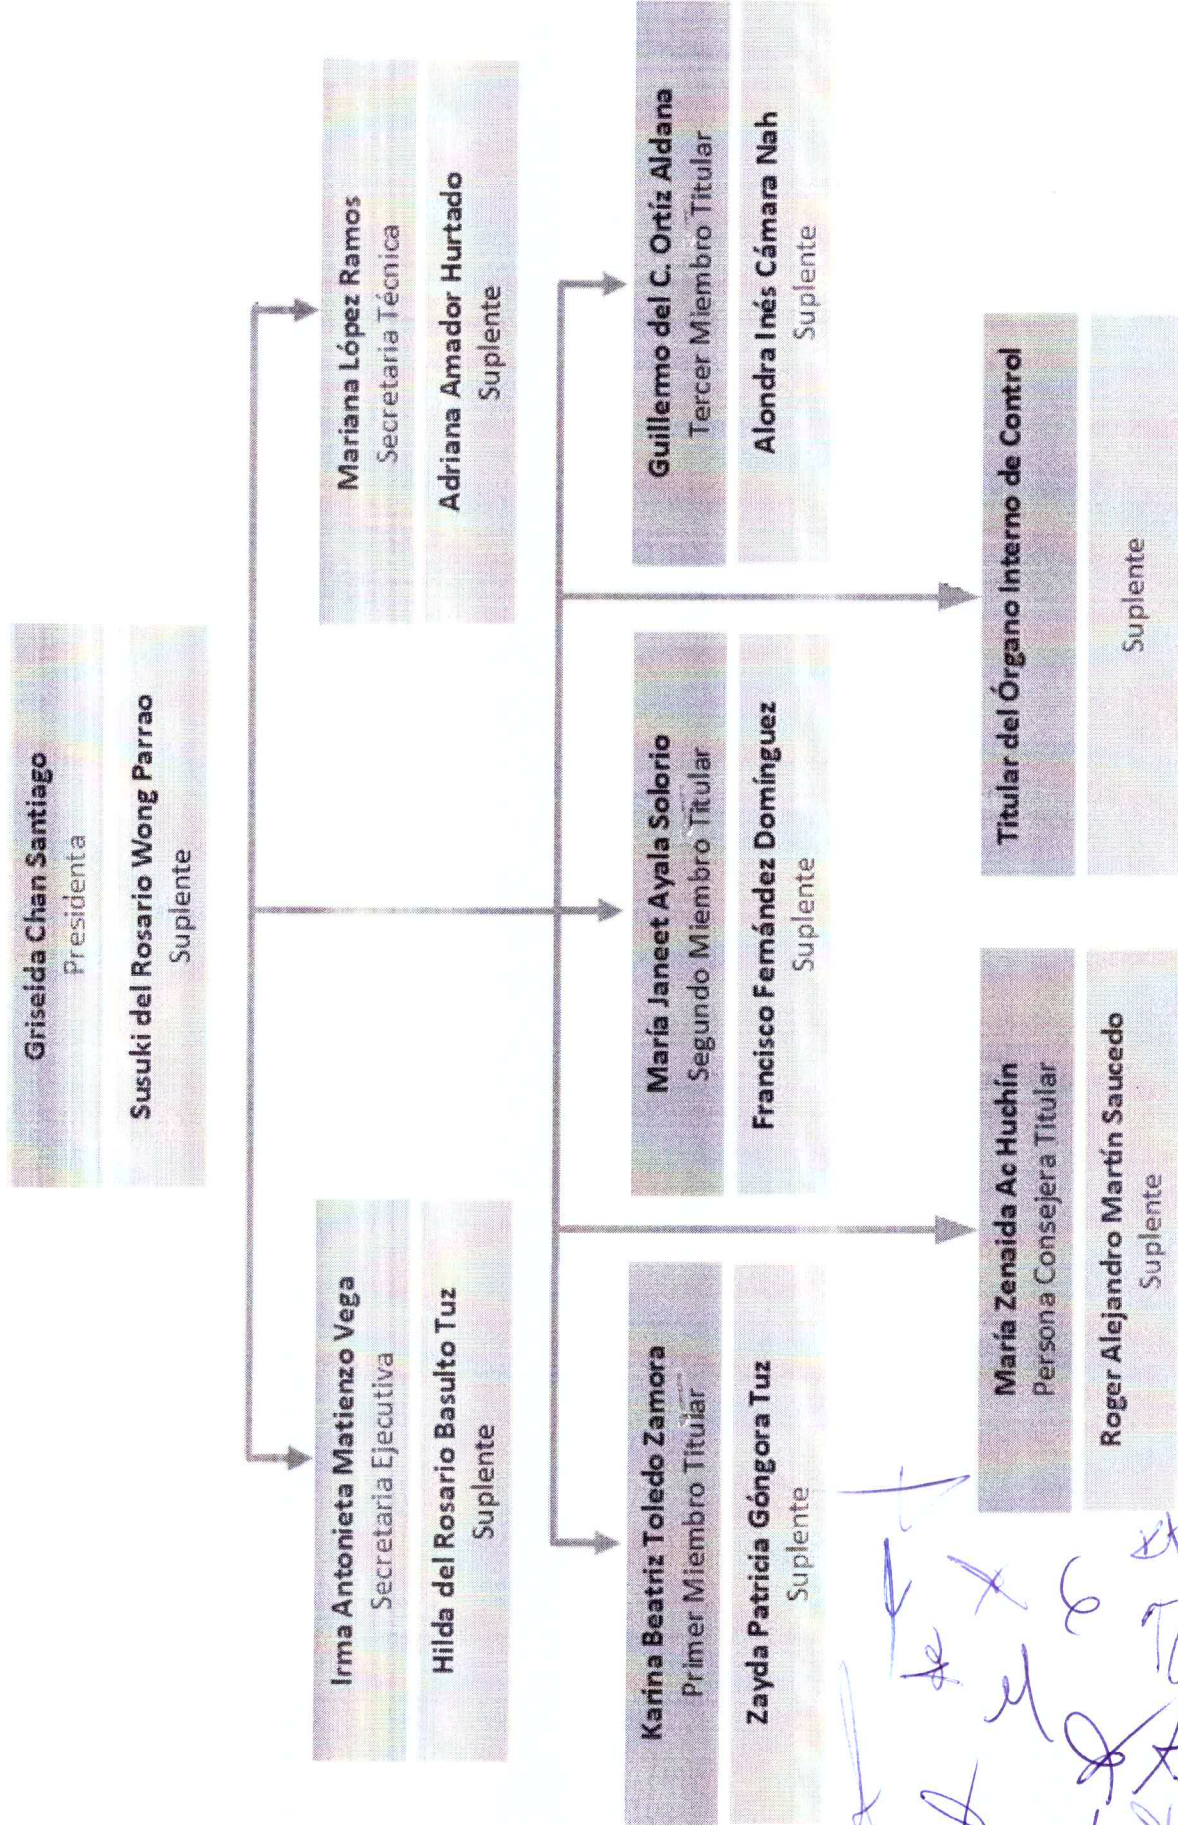 Griselda Chan Santiago
Presidenta
Susuki del Rosario Wong Parrao
Suplente
Irma Antonieta Matienzo Vega
Secretaria Ejecutiva
Hilda del Rosario Basulto Tuz
Suplente
Mariana López Ramos
Secretaria Técnica
Adriana Amador Hurtado
Suplente
Karina Beatriz Toledo Zamora
Primer Miembro Titular
Zayda Patricia Góngora Tuz
Suplente
María Janeet Ayala Solorio
Segundo Miembro Titular
Francisco Fernández Domínguez
Suplente
Guillermo del C. Ortíz Aldana
Tercer Miembro Titular
Alondra Inés Cámara Nah
Suplente
María Zenaida Ac Huchín
Persona Consejera Titular
Roger Alejandro Martín Saucedo
Suplente
Titular del Órgano Interno de Control
Suplente